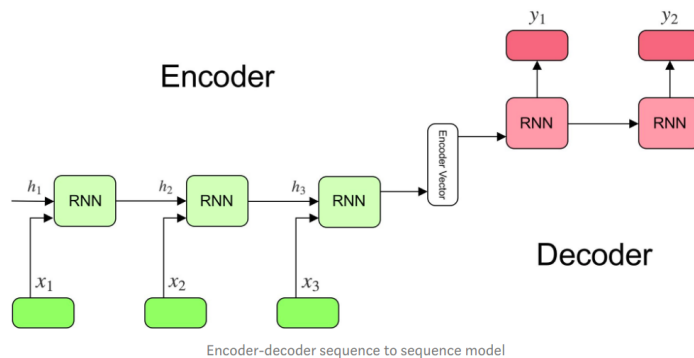 y₁
y₂
Encoder
RNN
RNN
Encoder Vector
h₁
h₂
h₃
RNN
RNN
RNN
Decoder
x₁
x₂
x₃
Encoder-decoder sequence to sequence model